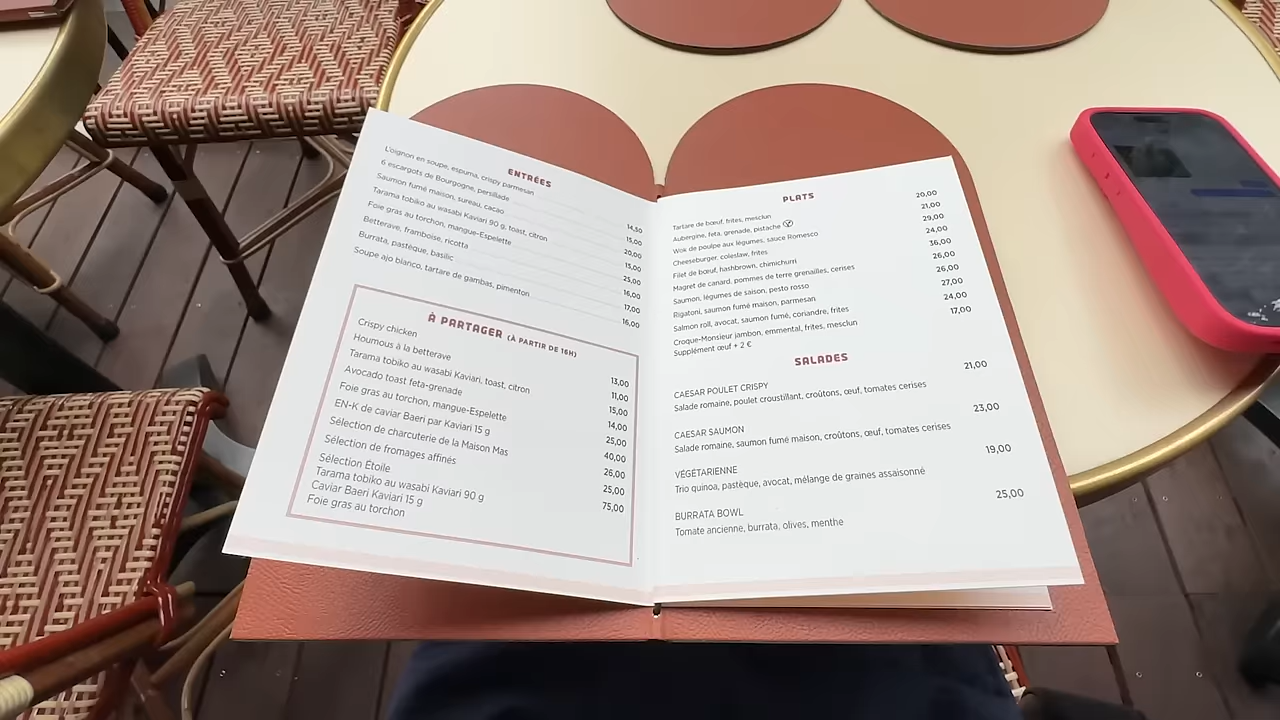 ENTRÉES
L'oignon en soupe, espuma, crispy parmesan 14,50
6 escargots de Bourgogne, persillade 15,00
Saumon fumé maison, sureau, cacao 20,00
Tarama tobiko au wasabi Kaviari 90 g, toast, citron 15,00
Foie gras au torchon, mangue-Espelette 25,00
Betterave, framboise, ricotta 16,00
Burrata, pastèque, basilic 17,00
Soupe ajo blanco, tartare de gambas, pimenton 16,00
À PARTAGER (À PARTIR DE 16H)
Crispy chicken 13,00
Houmous à la betterave 11,00
Tarama tobiko au wasabi Kaviari, toast, citron 15,00
Avocado toast feta-grenade 14,00
Foie gras au torchon, mangue-Espelette 25,00
EN-K de caviar Baeri par Kaviari 15 g 40,00
Sélection de charcuterie de la Maison Mas 26,00
Sélection de fromages affinés 25,00
Sélection Etoile 75,00
Tarama tobiko au wasabi Kaviari 90 g
Caviar Baeri Kaviari 15 g
Foie gras au torchon
PLATS
Tartare de bœuf, frites, mesclun 20,00
Aubergine, feta, grenade, pistache 21,00
Wok de poulpe aux légumes, sauce Romesco 29,00
Cheeseburger, coleslaw, frites 24,00
Filet de bœuf, hashbrown, chimichurri 36,00
Magret de canard, pommes de terre grenailles, cerises 26,00
Saumon, légumes de saison, pesto rosso 26,00
Rigatoni, saumon fumé maison, parmesan 27,00
Salmon roll, avocat, saumon fumé, coriandre, frites 24,00
Croque-Monsieur jambon, emmental, frites, mesclun 17,00
Supplément œuf + 2 €
SALADES
CAESAR POULET CRISPY 21,00
Salade romaine, poulet croustillant, croûtons, œuf, tomates cerises
CAESAR SAUMON 23,00
Salade romaine, saumon fumé maison, croûtons, œuf, tomates cerises
VÉGÉTARIENNE 19,00
Trio quinoa, pastèque, avocat, mélange de graines assaisonné
BURRATA BOWL 25,00
Tomate ancienne, burrata, olives, menthe